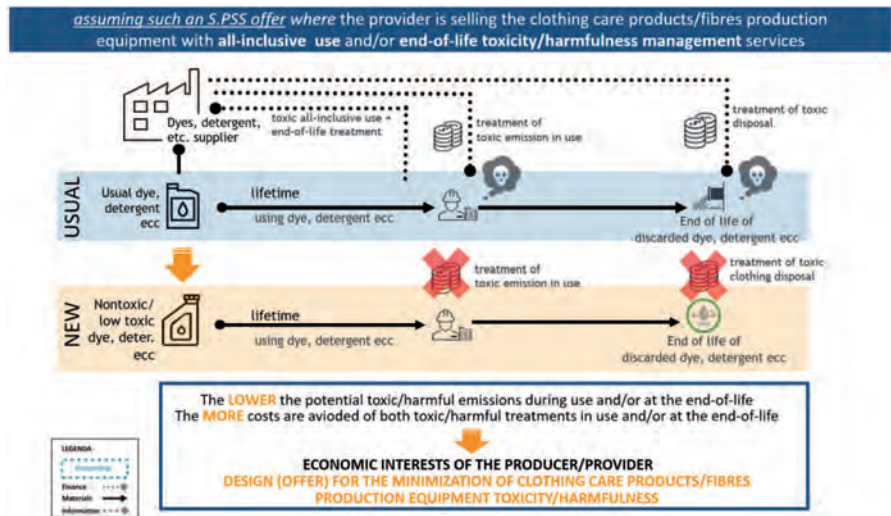 assuming such an S.PSS offer where the provider is selling the clothing care products/fibres production
equipment with all-inclusive use and/or end-of-life toxicity/harmfulness management services
Dyes, detergent,
etc. supplier
toxic all-inclusive use +
end-of-life treatment
treatment of
toxic emission in use
treatment of toxic
disposal
USUAL
Usual dye,
detergent
ecc
lifetime
using dye, detergent ecc
End of life of
discarded dye, detergent ecc
treatment of
toxic emission in use
treatment of toxic
clothing disposal
NEW
Nontoxic/
low toxic
dye, deter.
ecc
lifetime
using dye, detergent ecc
End of life of
discarded dye, detergent ecc
The LOWER the potential toxic/harmful emissions during use and/or at the end-of-life
The MORE costs are avioded of both toxic/harmful treatments in use and/or at the end-of-life
ECONOMIC INTERESTS OF THE PRODUCER/PROVIDER
DESIGN (OFFER) FOR THE MINIMIZATION OF CLOTHING CARE PRODUCTS/FIBRES
PRODUCTION EQUIPMENT TOXICITY/HARMFULNESS
LEGENDA
Finance
Materials
Information